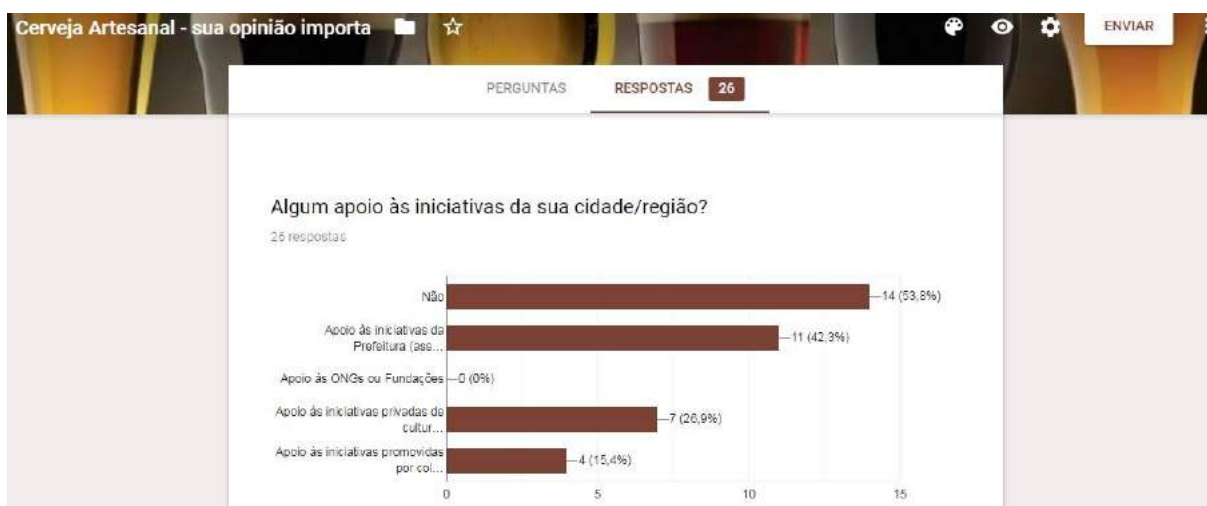 Cerveja Artesanal - sua opinião importa
ENVIAR
PERGUNTAS
RESPOSTAS 26
Algum apoio às iniciativas da sua cidade/região?
26 respostas
Não
14 (53,8%)
Apoio às iniciativas da
Prefeitura (ass...
11 (42,3%)
Apoio ás ONGs ou Fundações
0 (0%)
Apoio às iniciativas privadas de
cultur...
7 (26,9%)
Apoio às iniciativas promovidas
por col...
4 (15,4%)
0 5 10 15